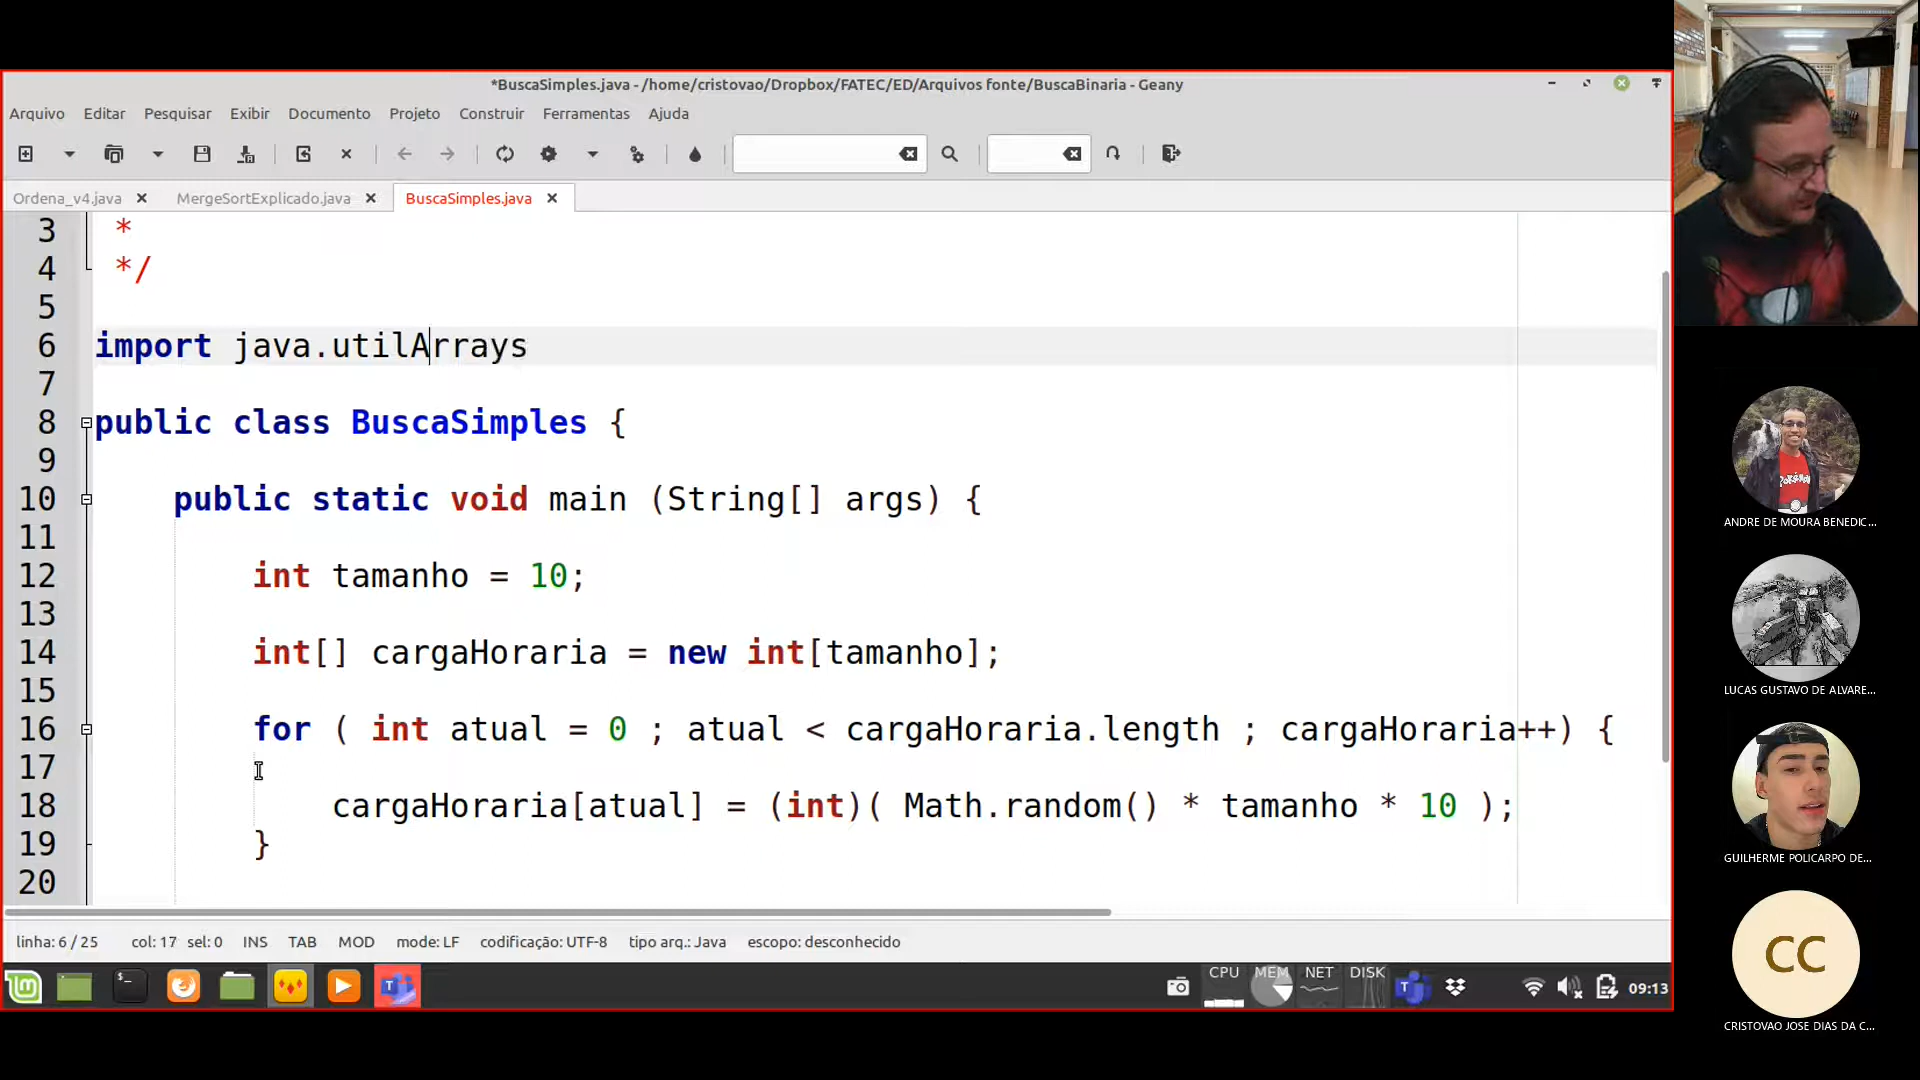 *BuscaSimples.java - /home/cristovao/Dropbox/FATEC/ED/Arquivos fonte/BuscaBinaria - Geany
Arquivo Editar Pesquisar Exibir Documento Projeto Construir Ferramentas Ajuda
Ordena_v4.java MergeSortExplicado.java BuscaSimples.java
3 *
4 */
5
6 import java.utilArrays
7
8 public class BuscaSimples {
9
10 public static void main (String[] args) {
11
12 int tamanho = 10;
13
14 int[] cargaHoraria = new int[tamanho];
15
16 for ( int atual = 0 ; atual < cargaHoraria.length ; cargaHoraria++) {
17
18 cargaHoraria[atual] = (int)( Math.random() * tamanho * 10 );
19 }
20
linha: 6 / 25 col: 17 sel: 0 INS TAB MOD mode: LF codificação: UTF-8 tipo arq.: Java escopo: desconhecido
CPU MEM NET DISK
09:13
ANDRE DE MOURA BENEDIC...
LUCAS GUSTAVO DE ALVARE...
GUILHERME POLICARPO DE...
CC
CRISTOVAO JOSE DIAS DA C...